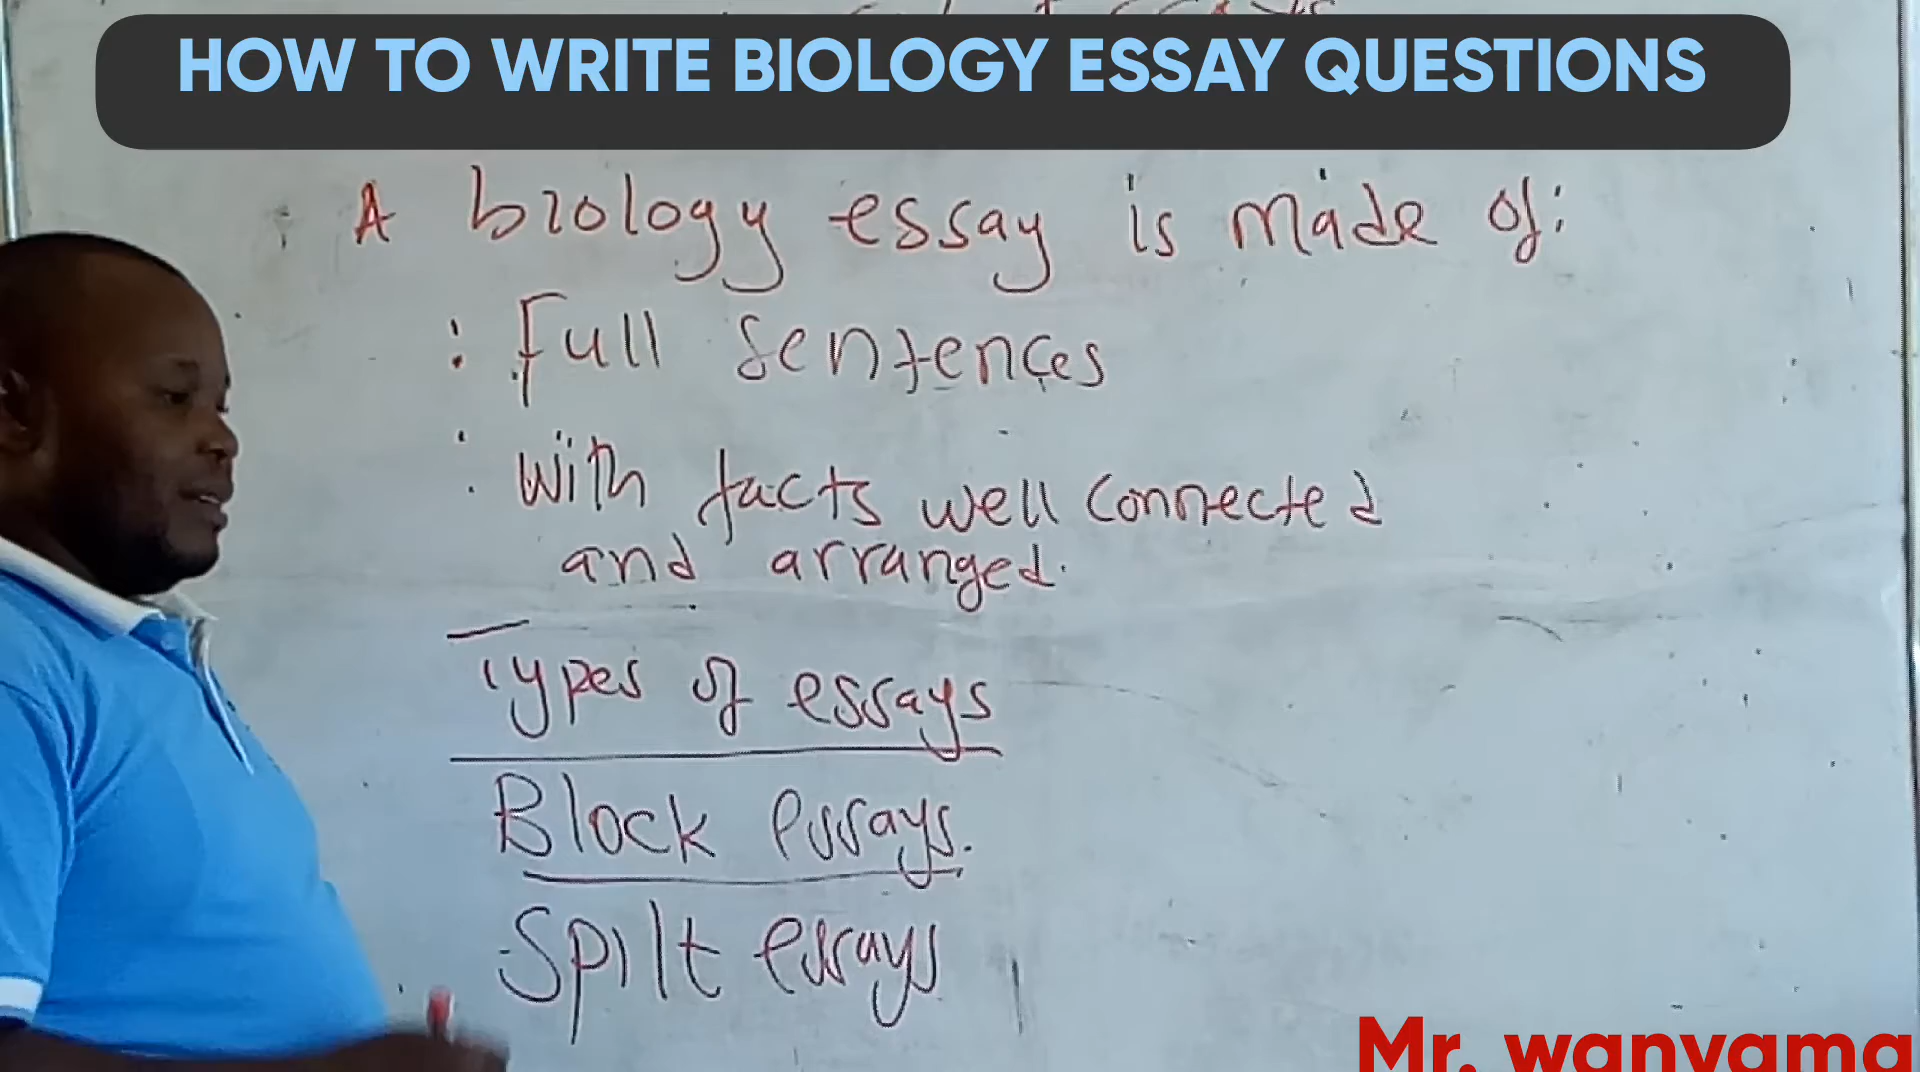 HOW TO WRITE BIOLOGY ESSAY QUESTIONS
A biology essay is made of:
: Full sentences
: with facts well connected
and arranged.
Types of essays
Block essays.
Spilt essays
Mr. wanyama